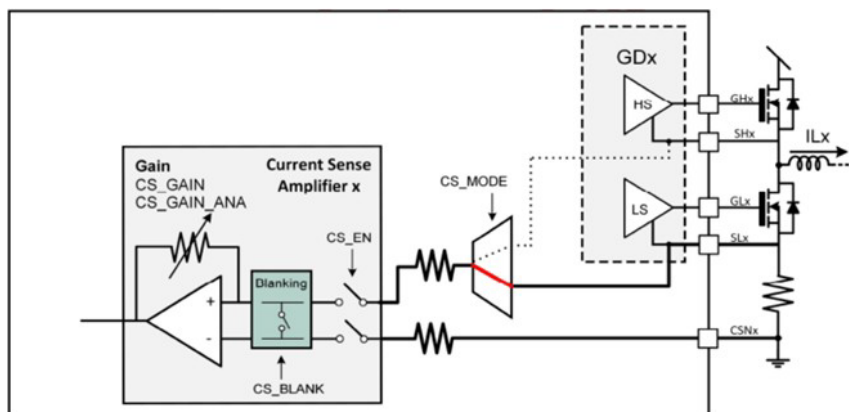 GDx
HS
GHx
SHx
ILx
Gain
CS_GAIN
CS_GAIN_ANA
Current Sense
Amplifier x
CS_MODE
CS_EN
LS
GLx
SLx
Blanking
+
-
CSNx
CS_BLANK